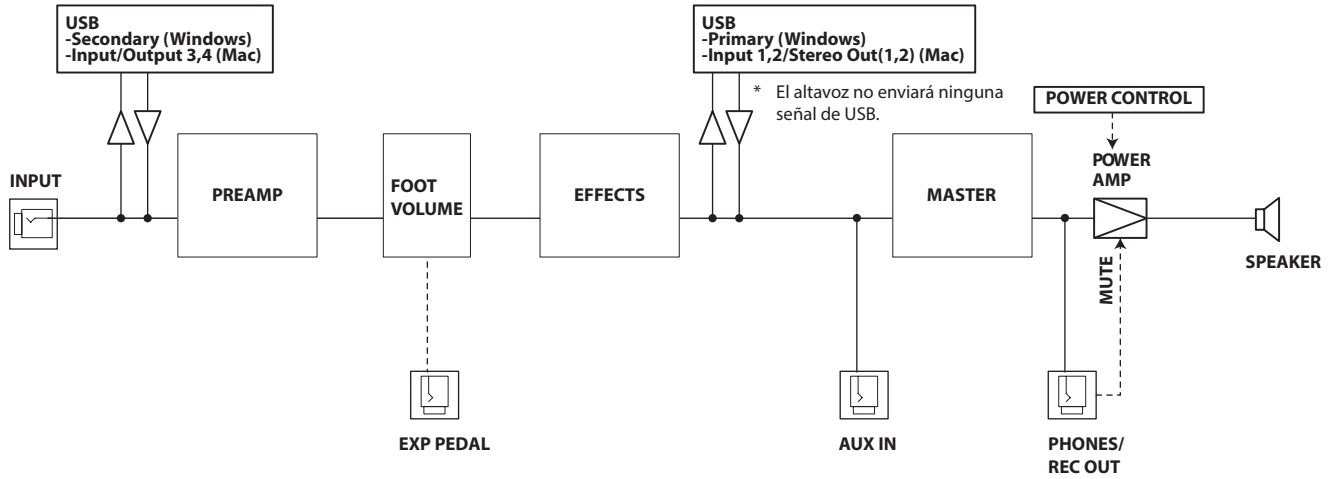 USB
-Secondary (Windows)
-Input/Output 3,4 (Mac)
USB
-Primary (Windows)
-Input 1,2/Stereo Out(1,2) (Mac)
* El altavoz no enviará ninguna
señal de USB.
POWER CONTROL
INPUT
PREAMP
FOOT
VOLUME
EFFECTS
MASTER
POWER
AMP
SPEAKER
MUTE
EXP PEDAL
AUX IN
PHONES/
REC OUT